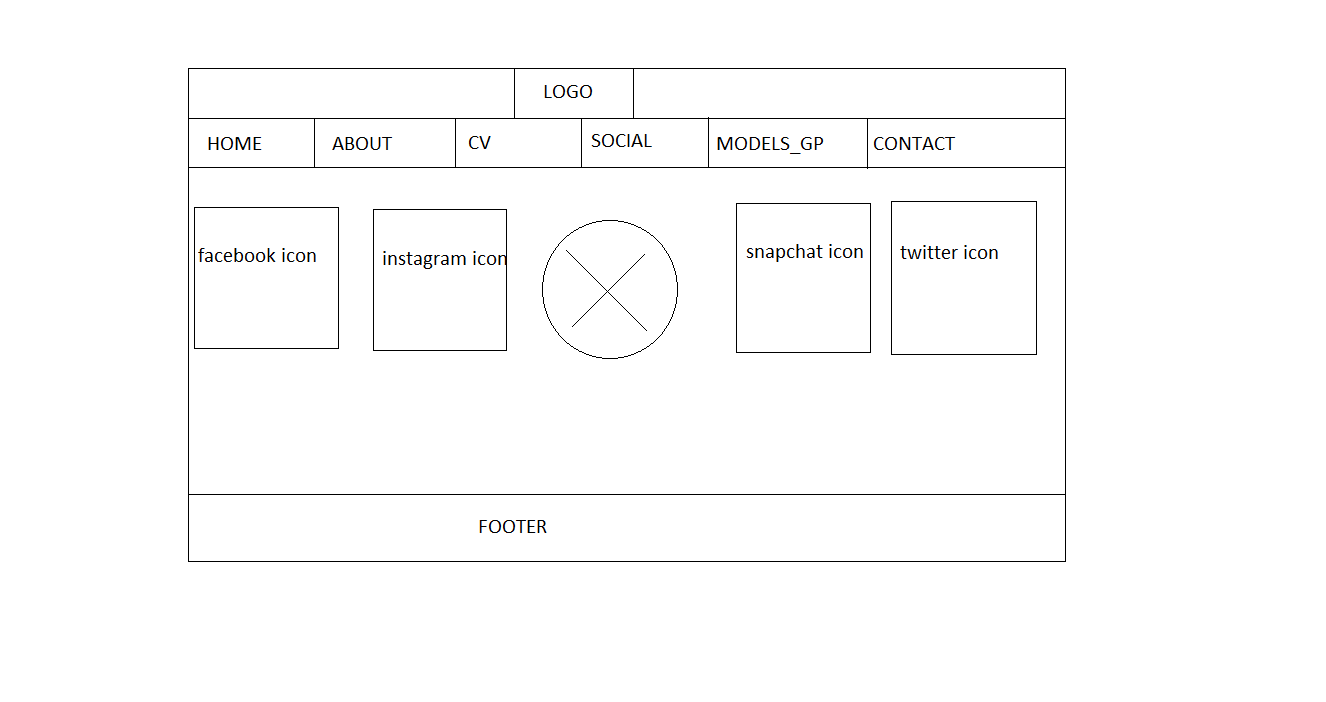 LOGO
HOME ABOUT CV SOCIAL MODELS_GP CONTACT
facebook icon instagram icon snapchat icon twitter icon
FOOTER